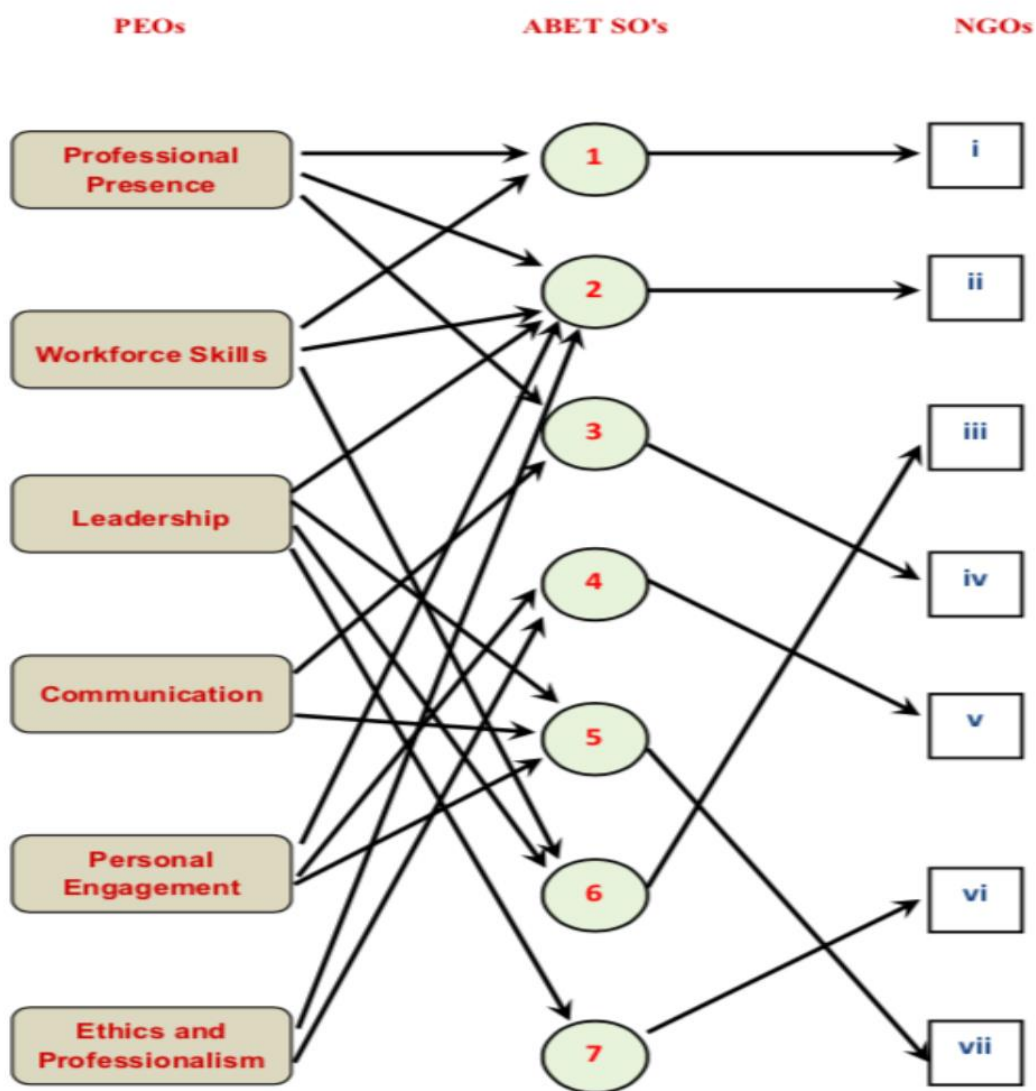 PEOs ABET SO's NGOs
Professional
Presence
1
i
2
ii
Workforce Skills
3
iii
Leadership
4
iv
Communication
5
v
Personal
Engagement
6
vi
Ethics and
Professionalism
7
vii